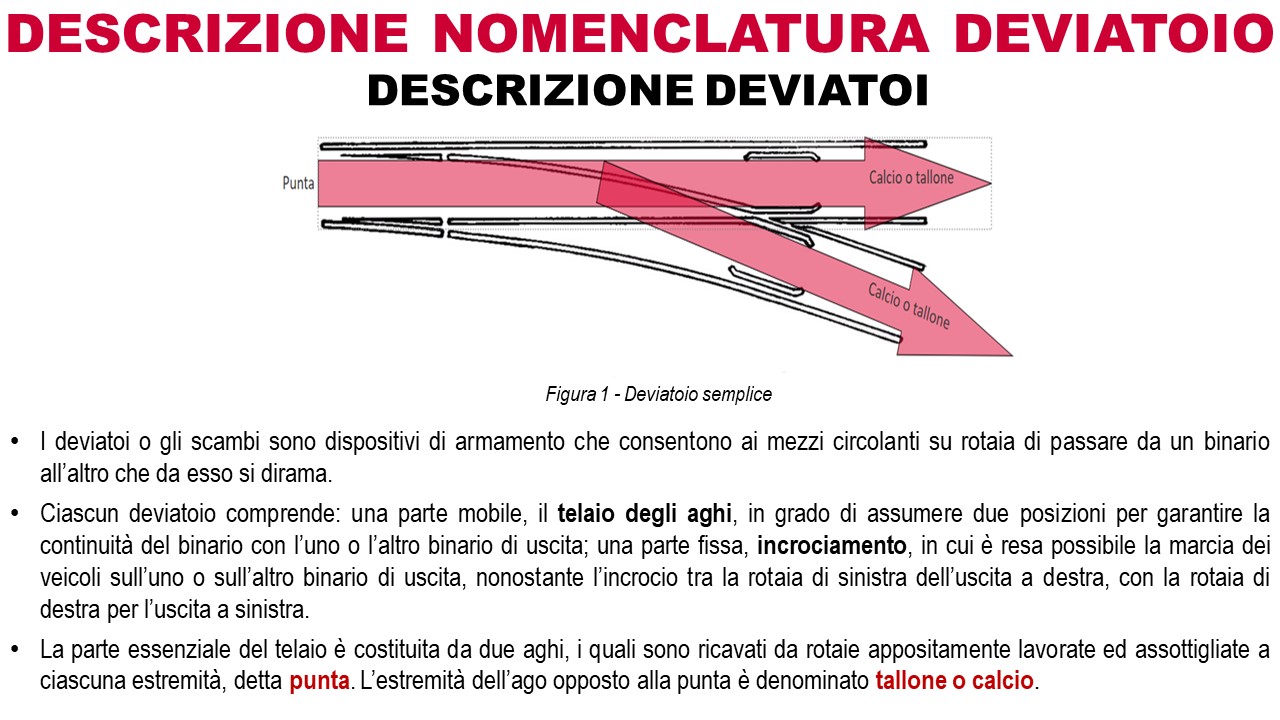 DESCRIZIONE NOMENCLATURA DEVIATOIO
DESCRIZIONE DEVIATOI
Punta
Calcio o tallone
Calcio o tallone
Figura 1 - Deviatoio semplice
• I deviatoi o gli scambi sono dispositivi di armamento che consentono ai mezzi circolanti su rotaia di passare da un binario
all’altro che da esso si dirama.
• Ciascun deviatoio comprende: una parte mobile, il telaio degli aghi, in grado di assumere due posizioni per garantire la
continuità del binario con l’uno o l’altro binario di uscita; una parte fissa, incrociamento, in cui è resa possibile la marcia dei
veicoli sull’uno o sull’altro binario di uscita, nonostante l’incrocio tra la rotaia di sinistra dell’uscita a destra, con la rotaia di
destra per l’uscita a sinistra.
• La parte essenziale del telaio è costituita da due aghi, i quali sono ricavati da rotaie appositamente lavorate ed assottigliate a
ciascuna estremità, detta punta. L’estremità dell’ago opposto alla punta è denominato tallone o calcio.